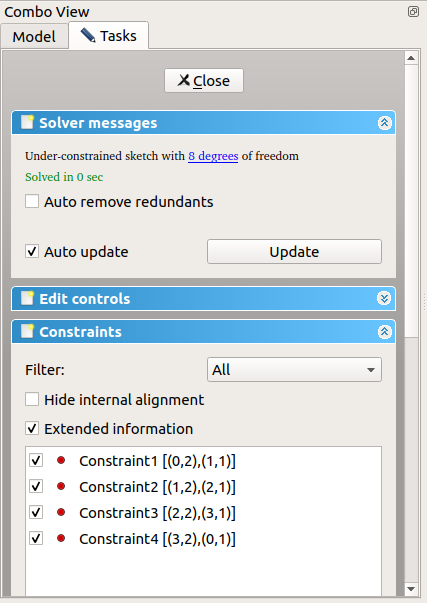 Combo View
Model
Tasks
Close
Solver messages
Under-constrained sketch with 8 degrees of freedom
Solved in 0 sec
Auto remove redundants
Auto update
Update
Edit controls
Constraints
Filter:
All
Hide internal alignment
Extended information
Constraint1 [(0,2),(1,1)]
Constraint2 [(1,2),(2,1)]
Constraint3 [(2,2),(3,1)]
Constraint4 [(3,2),(0,1)]